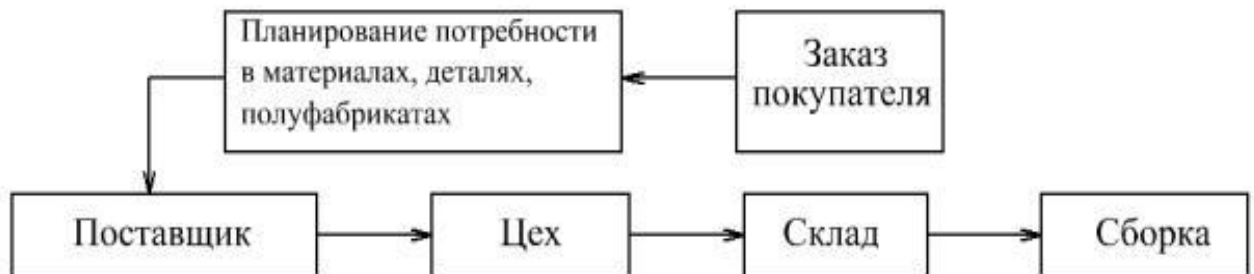 Планирование потребности
в материалах, деталях,
полуфабрикатах
Заказ
покупателя
Поставщик
Цех
Склад
Сборка